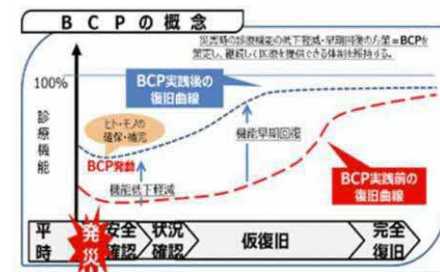 BCPの概念
災害時の診療機能の低下軽減・早期回復の方策=BCPを
策定し、継続して医療を提供できる体制を維持する。
100%
BCP実践後の
復旧曲線
診療機能
ヒト・モノの
確保・補充
BCP発動
機能早期回復
機能低下軽減
BCP実践前の
復旧曲線
平時
発災
安全確認
状況確認
仮復旧
完全復旧